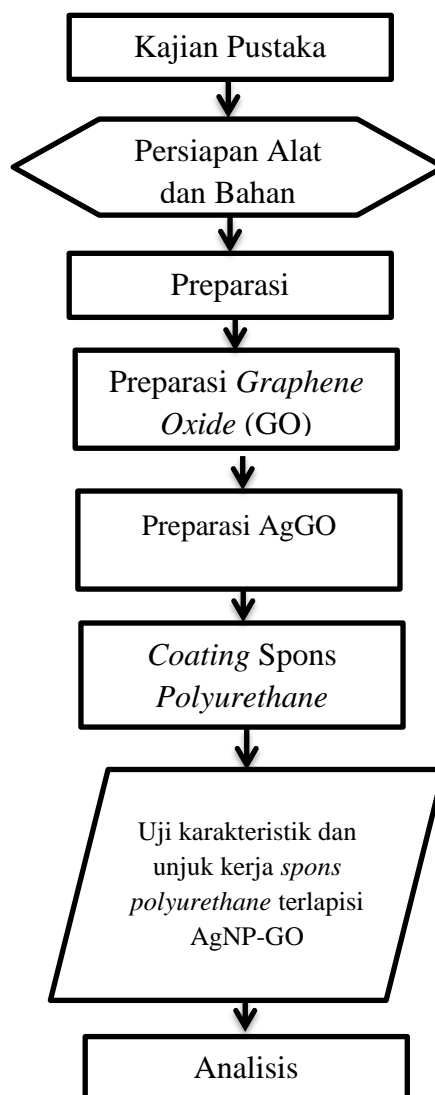 Kajian Pustaka
Persiapan Alat
dan Bahan
Preparasi
Preparasi Graphene
Oxide (GO)
Preparasi AgGO
Coating Spons
Polyurethane
Uji karakteristik dan
unjuk kerja spons
polyurethane terlapisi
AgNP-GO
Analisis